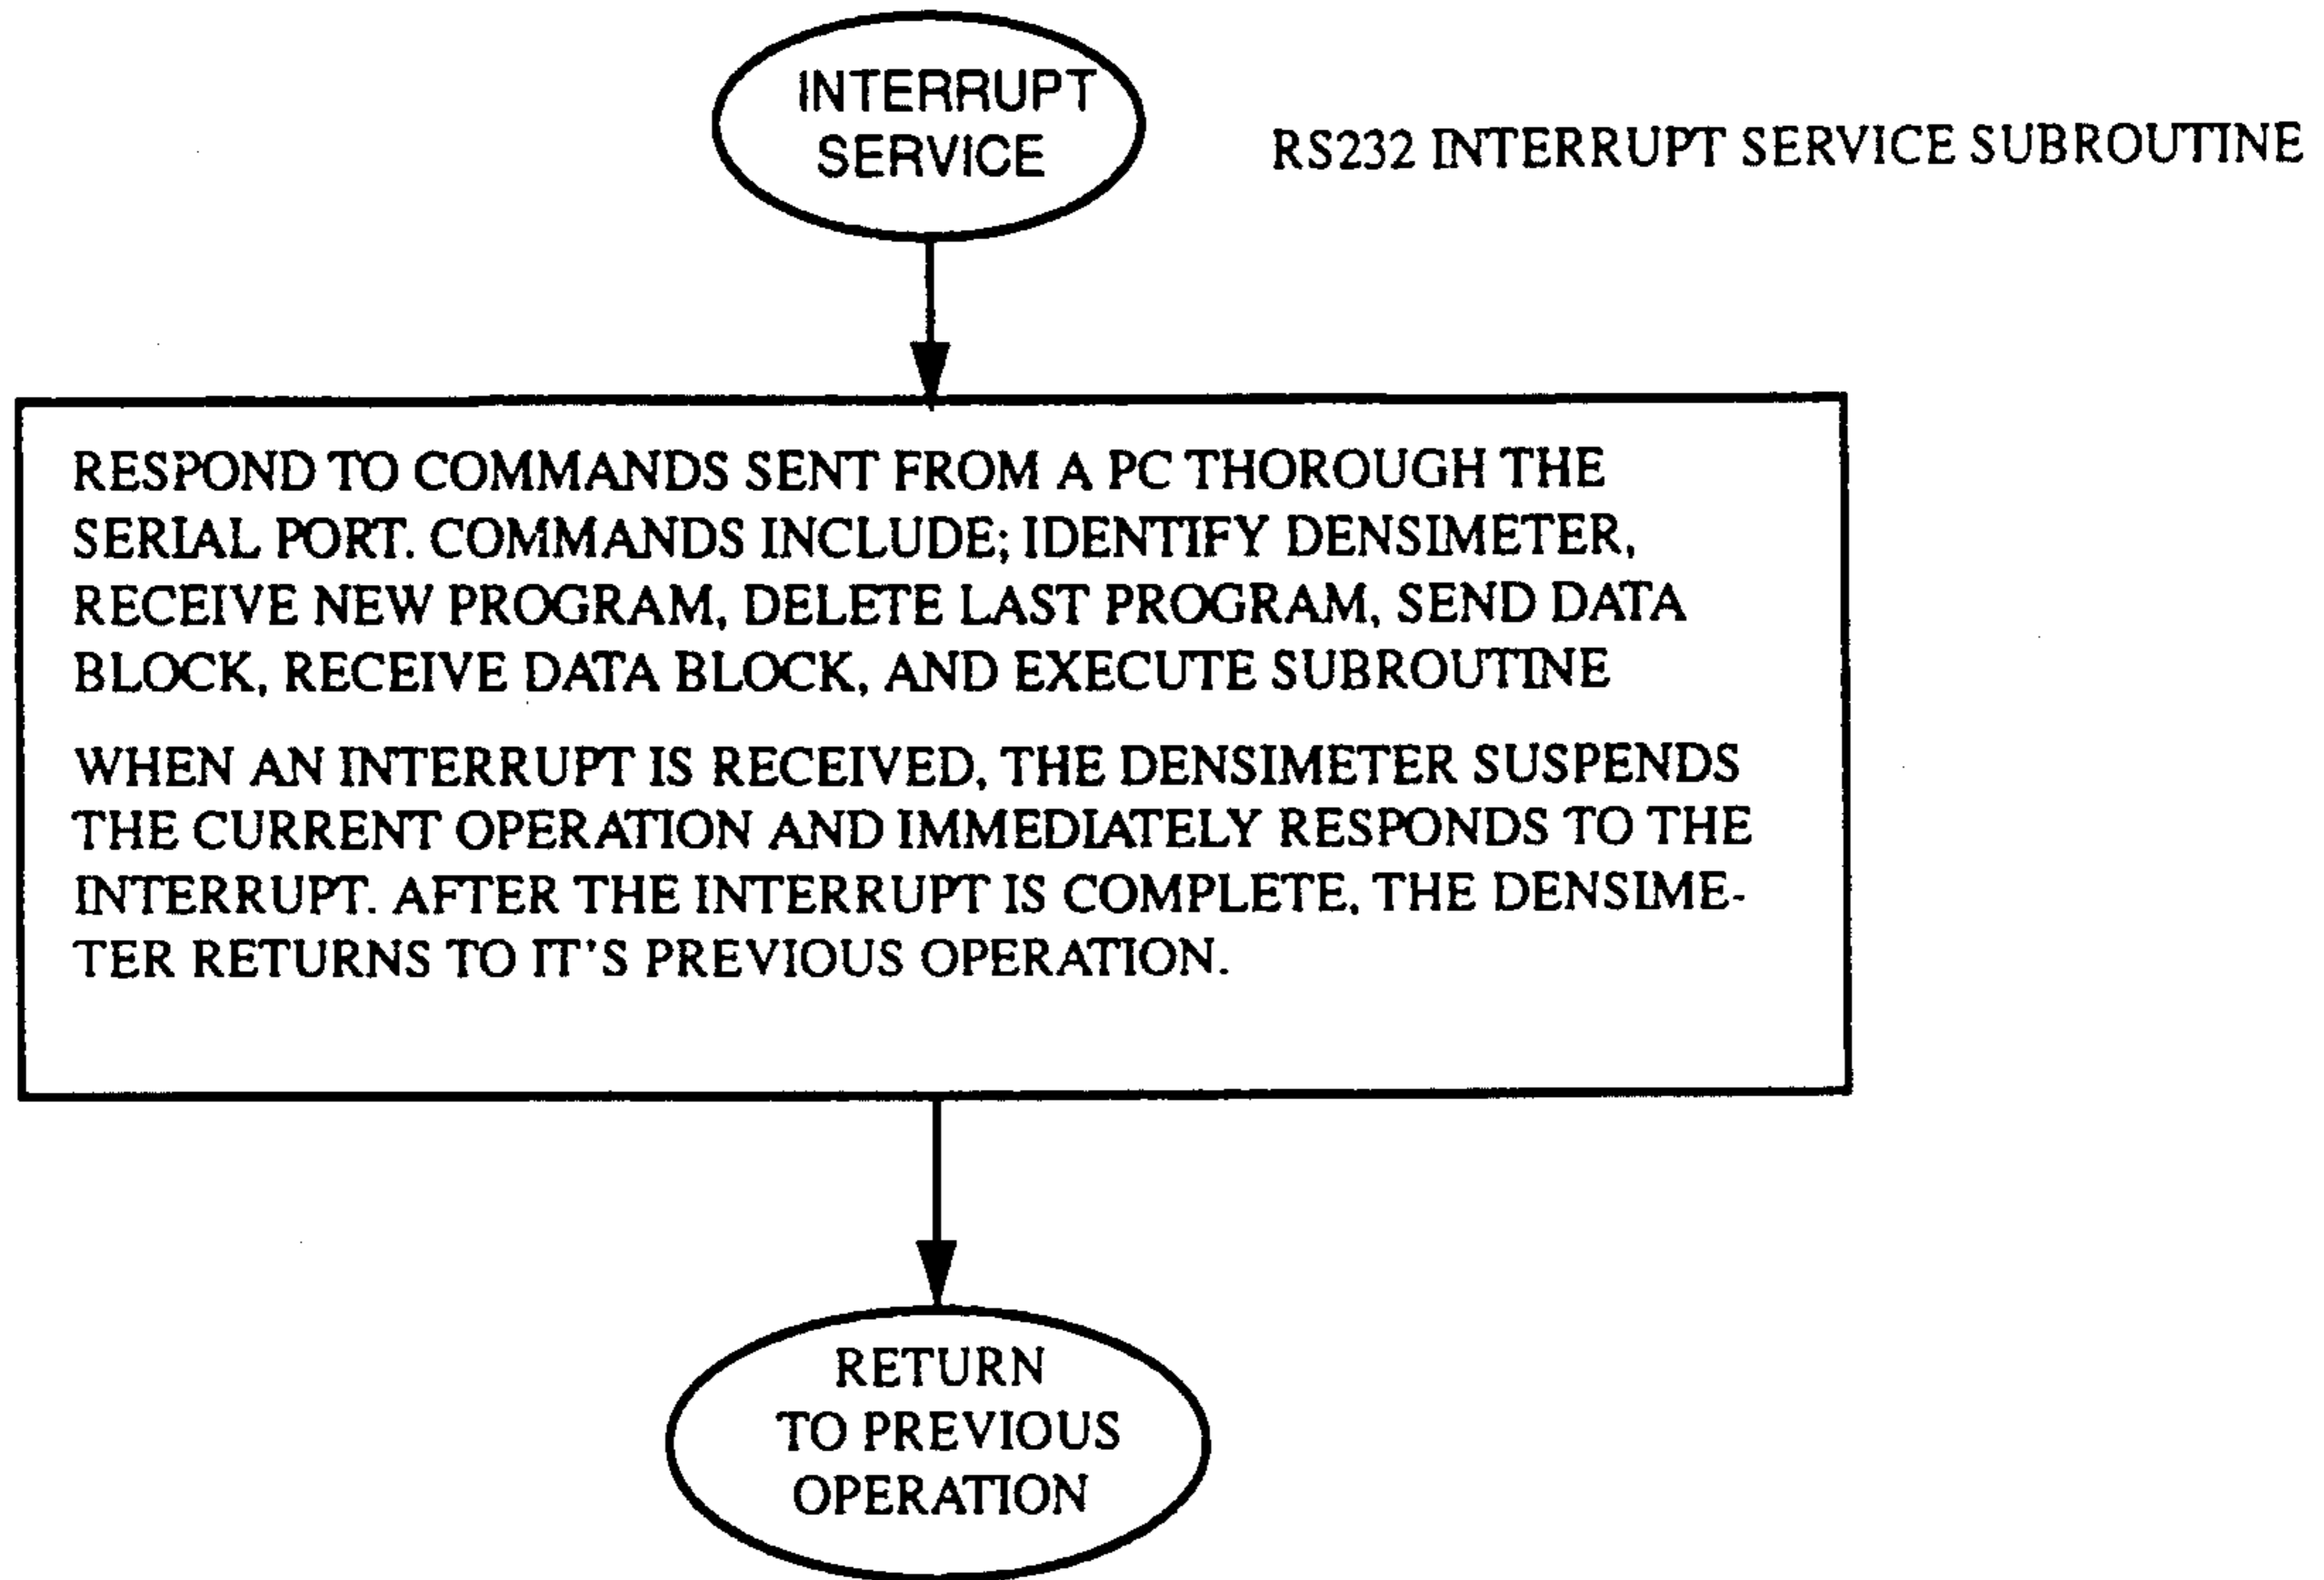 INTERRUPT
SERVICE
RS232 INTERRUPT SERVICE SUBROUTINE
RESPOND TO COMMANDS SENT FROM A PC THOROUGH THE
SERIAL PORT. COMMANDS INCLUDE; IDENTIFY DENSIMETER,
RECEIVE NEW PROGRAM, DELETE LAST PROGRAM, SEND DATA
BLOCK, RECEIVE DATA BLOCK, AND EXECUTE SUBROUTINE
WHEN AN INTERRUPT IS RECEIVED, THE DENSIMETER SUSPENDS
THE CURRENT OPERATION AND IMMEDIATELY RESPONDS TO THE
INTERRUPT. AFTER THE INTERRUPT IS COMPLETE, THE DENSIME-
TER RETURNS TO IT'S PREVIOUS OPERATION.
RETURN
TO PREVIOUS
OPERATION